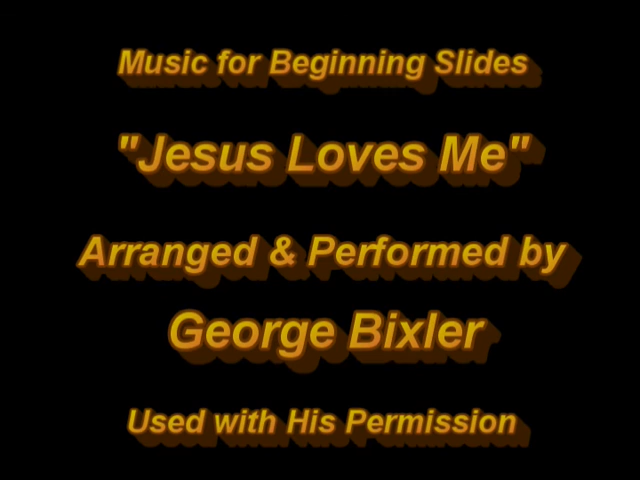 Music for Beginning Slides
"Jesus Loves Me"
Arranged & Performed by
George Bixler
Used with His Permission